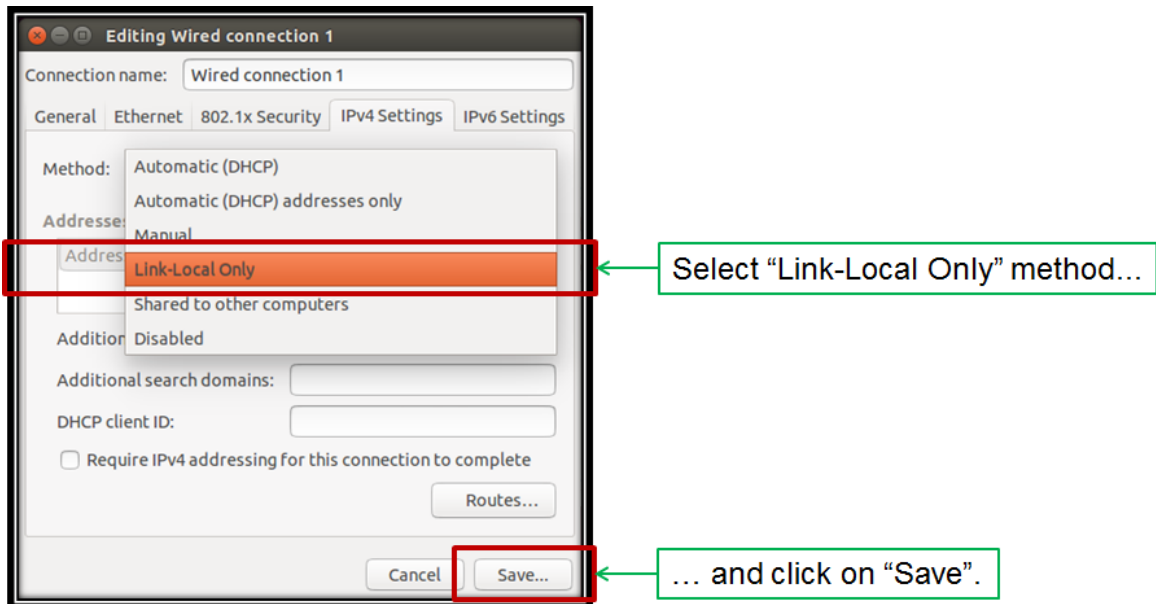 Editing Wired connection 1
Connection name: Wired connection 1
General Ethernet 802.1x Security IPv4 Settings IPv6 Settings
Method: Automatic (DHCP)
Automatic (DHCP) addresses only
Addresses
Manual
Addres
Link-Local Only
Select “Link-Local Only” method...
Shared to other computers
Addition Disabled
Additional search domains:
DHCP client ID:
Require IPv4 addressing for this connection to complete
Routes...
Cancel Save...
... and click on “Save”.